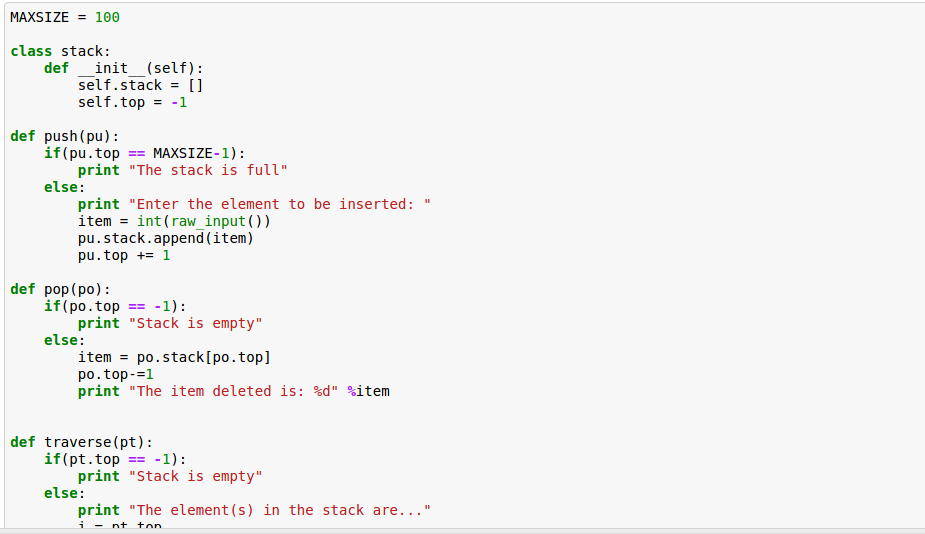 MAXSIZE = 100
class stack:
    def __init__(self):
        self.stack = []
        self.top = -1
def push(pu):
    if(pu.top == MAXSIZE-1):
        print "The stack is full"
    else:
        print "Enter the element to be inserted: "
        item = int(raw_input())
        pu.stack.append(item)
        pu.top += 1
def pop(po):
    if(po.top == -1):
        print "Stack is empty"
    else:
        item = po.stack[po.top]
        po.top-=1
        print "The item deleted is: %d" %item
def traverse(pt):
    if(pt.top == -1):
        print "Stack is empty"
    else:
        print "The element(s) in the stack are..."
        i = pt.top